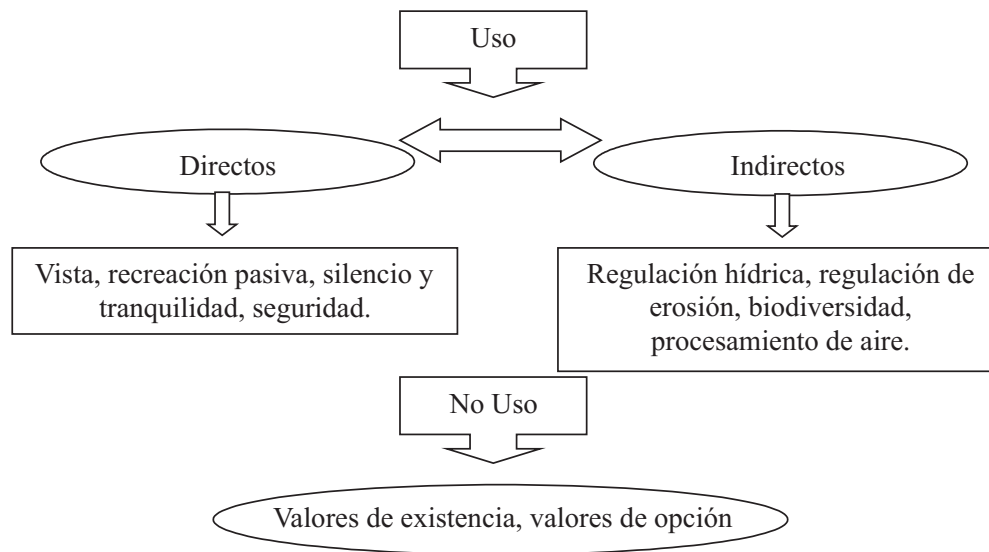 Uso
Directos
Indirectos
Vista, recreación pasiva, silencio y
tranquilidad, seguridad.
Regulación hídrica, regulación de
erosión, biodiversidad,
procesamiento de aire.
No Uso
Valores de existencia, valores de opción